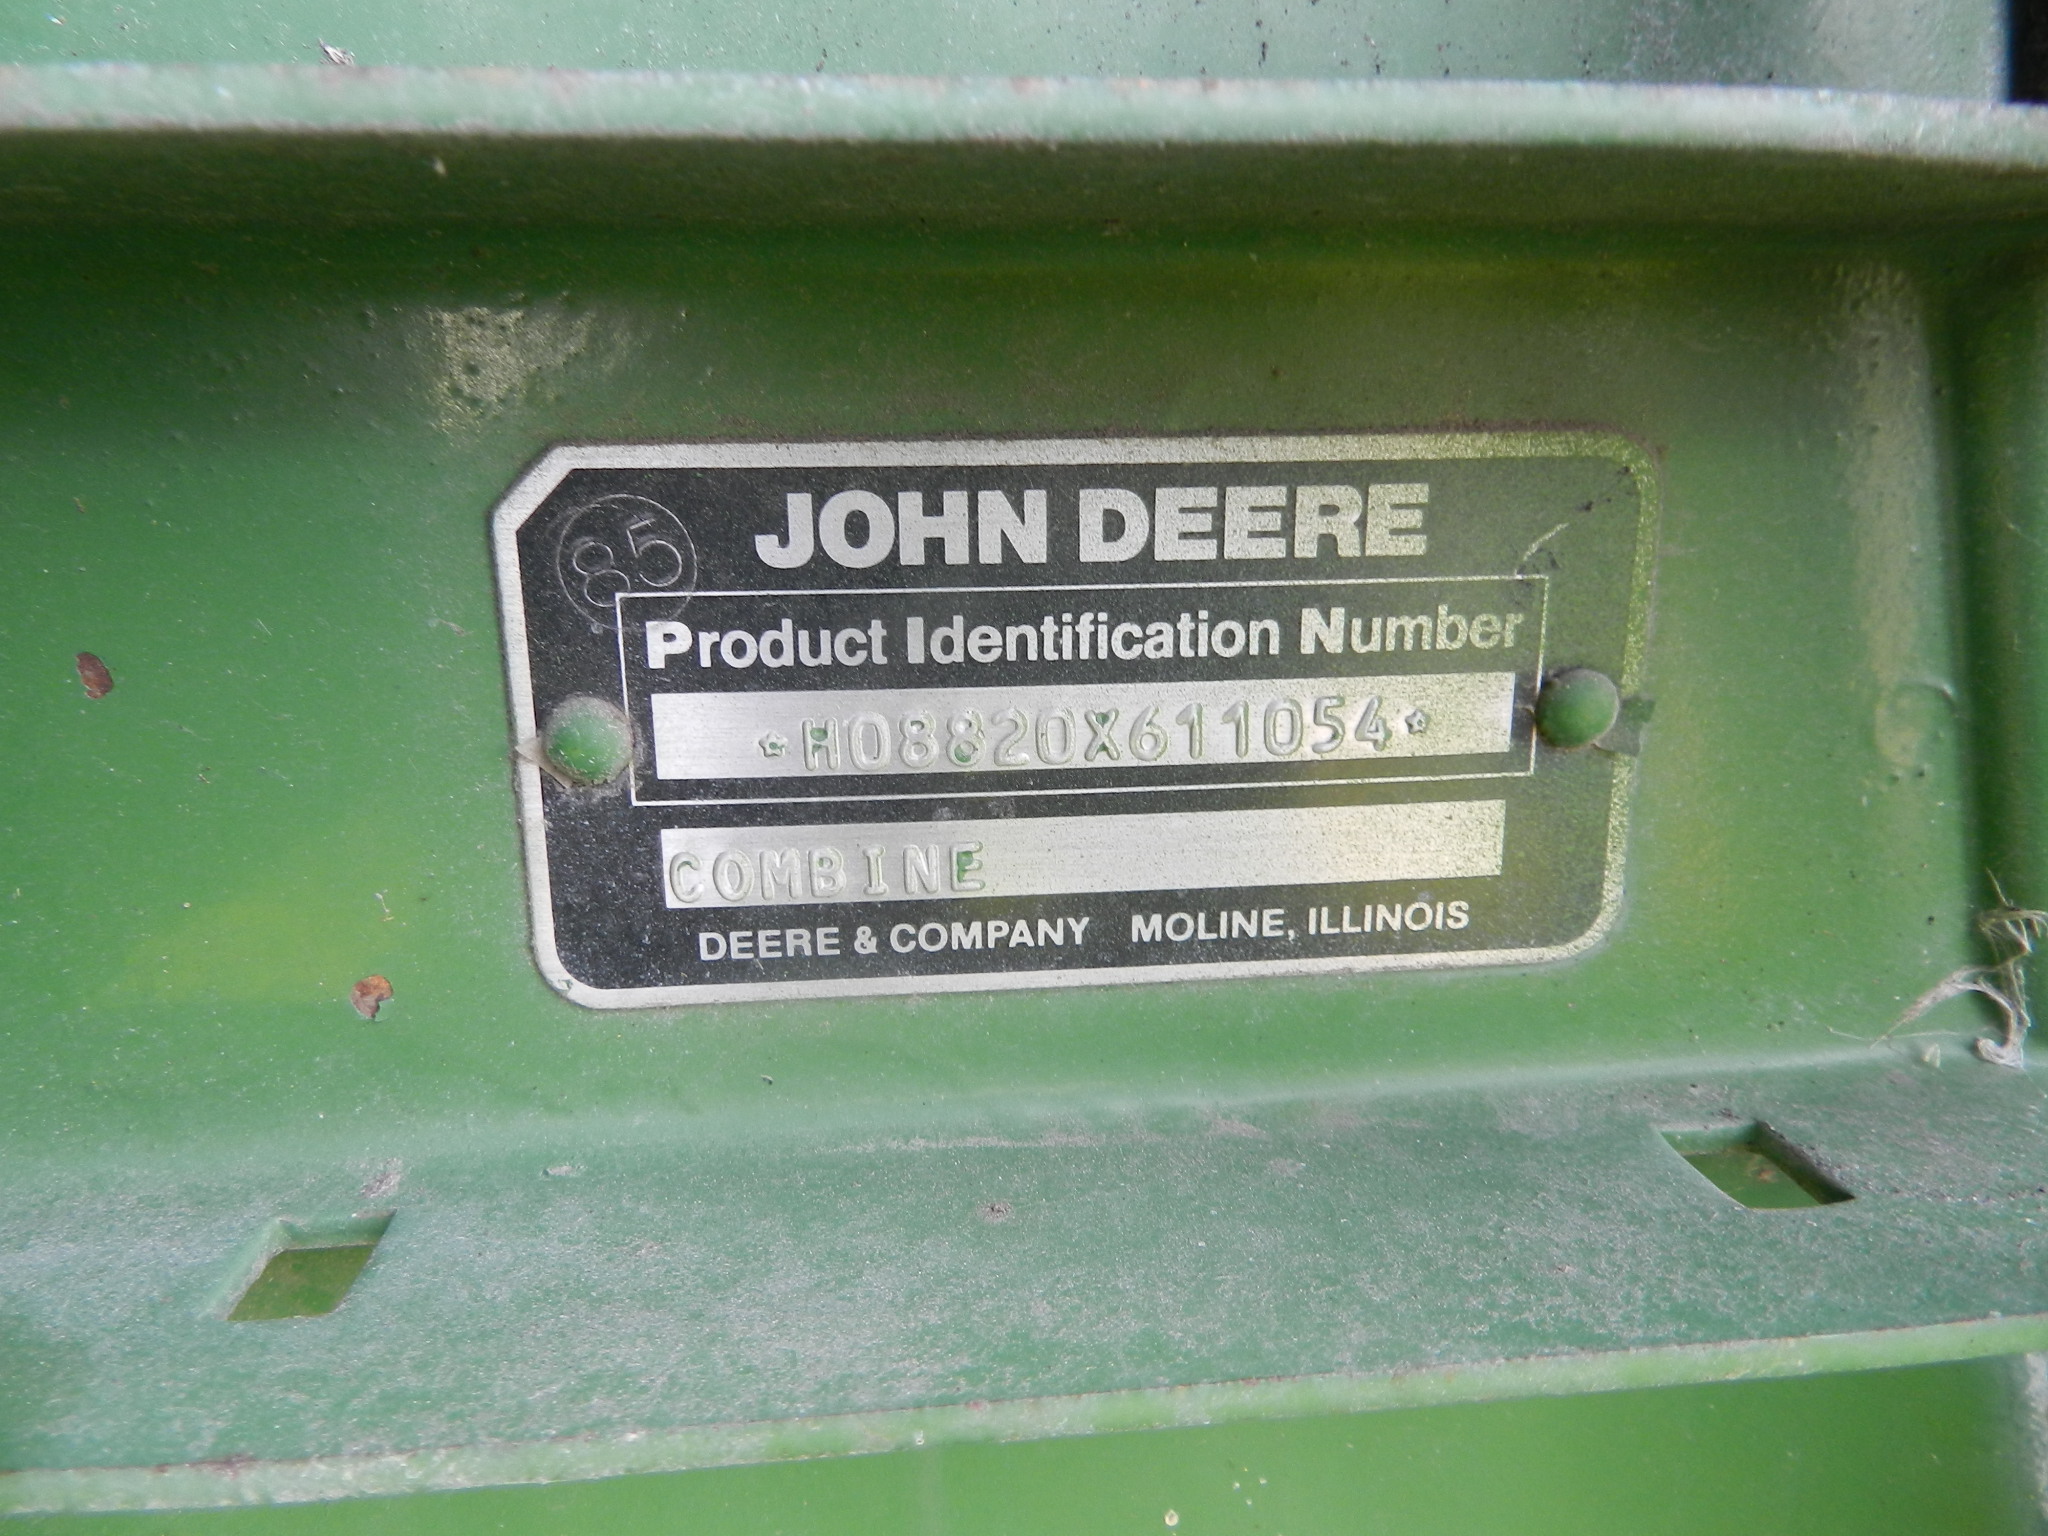 85
JOHN DEERE
Product Identification Number
*H08820X611054*
COMBINE
DEERE & COMPANY MOLINE, ILLINOIS